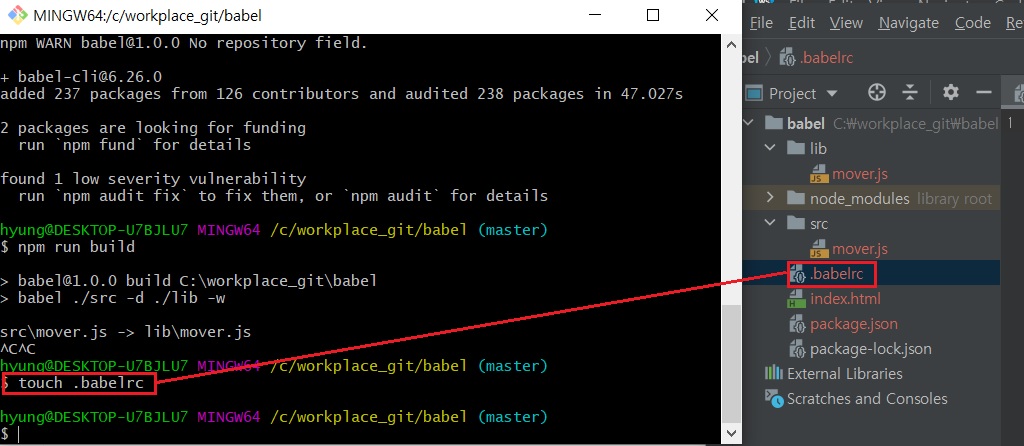 MINGW64:/c/workplace_git/babel
npm WARN babel@1.0.0 No repository field.
+ babel-cli@6.26.0
added 237 packages from 126 contributors and audited 238 packages in 47.027s
2 packages are looking for funding
run `npm fund` for details
found 1 low severity vulnerability
run `npm audit fix` to fix them, or `npm audit` for details
hyung@DESKTOP-U7BJLU7 MINGW64 /c/workplace_git/babel (master)
$ npm run build
> babel@1.0.0 build C:\workplace_git\babel
> babel ./src -d ./lib -w
src\mover.js -> lib\mover.js
^C^C
hyung@DESKTOP-U7BJLU7 MINGW64 /c/workplace_git/babel (master)
$ touch .babelrc
hyung@DESKTOP-U7BJLU7 MINGW64 /c/workplace_git/babel (master)
$
File Edit View Navigate Code
bel .babelrc
Project
babel C:₩workplace_git₩babel
1
lib
mover.js
node_modules library root
src
mover.js
.babelrc
index.html
package.json
package-lock.json
External Libraries
Scratches and Consoles